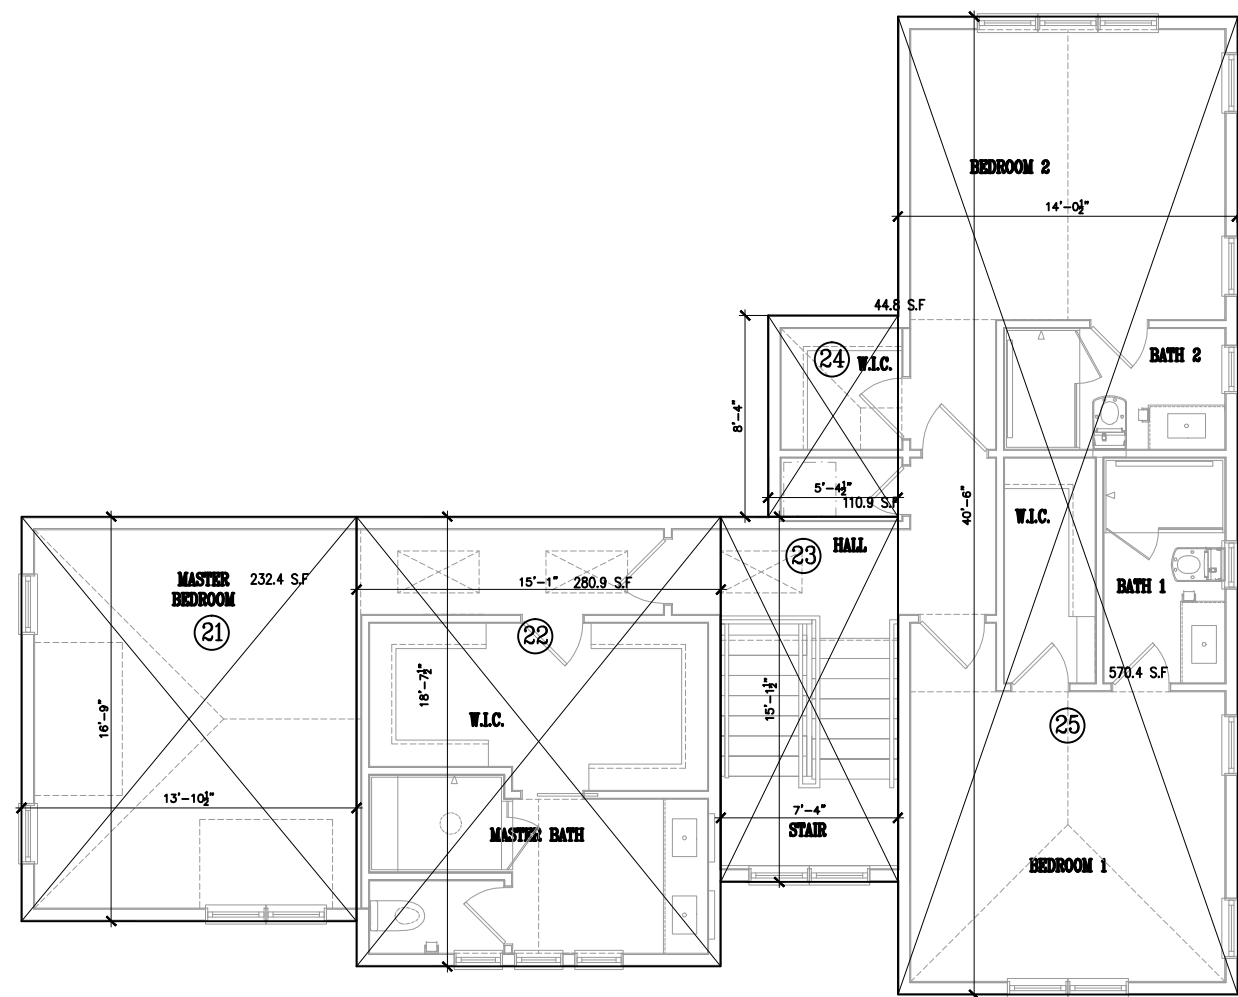 BEDROOM 2
14'-0½"
44.8 S.F
24
W.I.C.
BATH 2
8'-4"
5'-4½"
110.9 S.F
40'-6"
W.I.C.
23
HALL
MASTER
BEDROOM
232.4 S.F
21
15'-1"
280.9 S.F
22
BATH 1
570.4 S.F
18'-7½"
15'-1½"
16'-9"
W.I.C.
25
13'-10½"
7'-4"
STAIR
MASTER BATH
BEDROOM 1